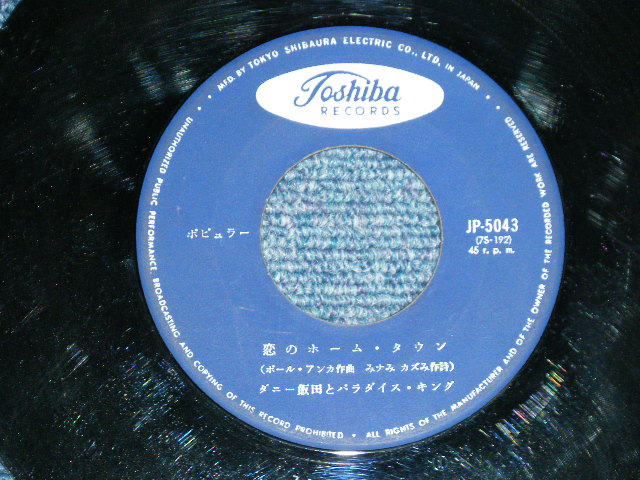 MFD. BY TOKYO SHIBAURA ELECTRIC CO., LTD. IN JAPAN
Toshiba
RECORDS
ポピュラー
JP-5043
(7S-192)
45 r. p. m.
恋のホーム・タウン
(ポール・アンカ作曲 みナみ カズみ作詩)
ダニー飯田とパラダイス・キング
UNAUTHORIZED PUBLIC PERFORMANCE, BROADCASTING AND COPYING OF THIS RECORD PROHIBITED • ALL RIGHTS OF THE MANUFACTURER AND OF THE OWNER OF THE RECORDED WORK ARE RESERVED